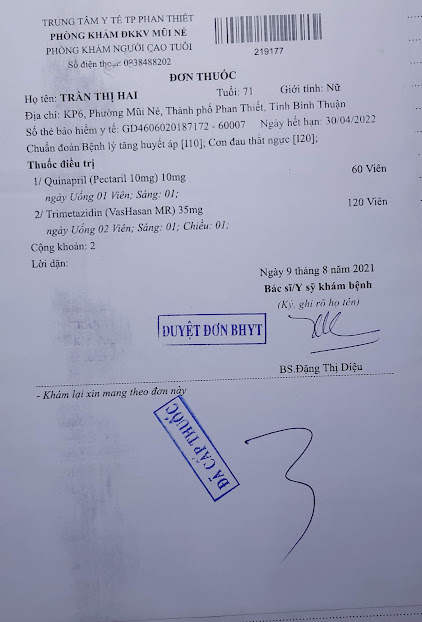 TRUNG TÂM Y TẾ TP PHAN THIẾT
PHÒNG KHÁM ĐKKV MŨI NÉ
PHÒNG KHÁM NGƯỜI CAO TUỔI
Số điện thoại: 0838488202
219177
ĐƠN THUỐC
Họ tên: TRẦN THỊ HAI Tuổi: 71 Giới tính: Nữ
Địa chỉ: KP6, Phường Mũi Né, Thành phố Phan Thiết, Tỉnh Bình Thuận
Số thẻ bảo hiểm y tế: GD4606020187172 - 60007 Ngày hết hạn: 30/04/2022
Chuẩn đoán Bệnh lý tăng huyết áp [I10]; Cơn đau thắt ngực [I20];
Thuốc điều trị
1/ Quinapril (Pectaril 10mg) 10mg 60 Viên
ngày Uống 01 Viên; Sáng: 01;
2/ Trimetazidin (VasHasan MR) 35mg 120 Viên
ngày Uống 02 Viên; Sáng: 01; Chiều: 01;
Cộng khoản: 2
Lời dặn:
Ngày 9 tháng 8 năm 2021
Bác sĩ/Y sỹ khám bệnh
(Ký, ghi rõ họ tên)
DUYỆT ĐƠN BHYT
BS.Đặng Thị Diệu
- Khám lại xin mang theo đơn này
ĐÃ CẤP THUỐC
3